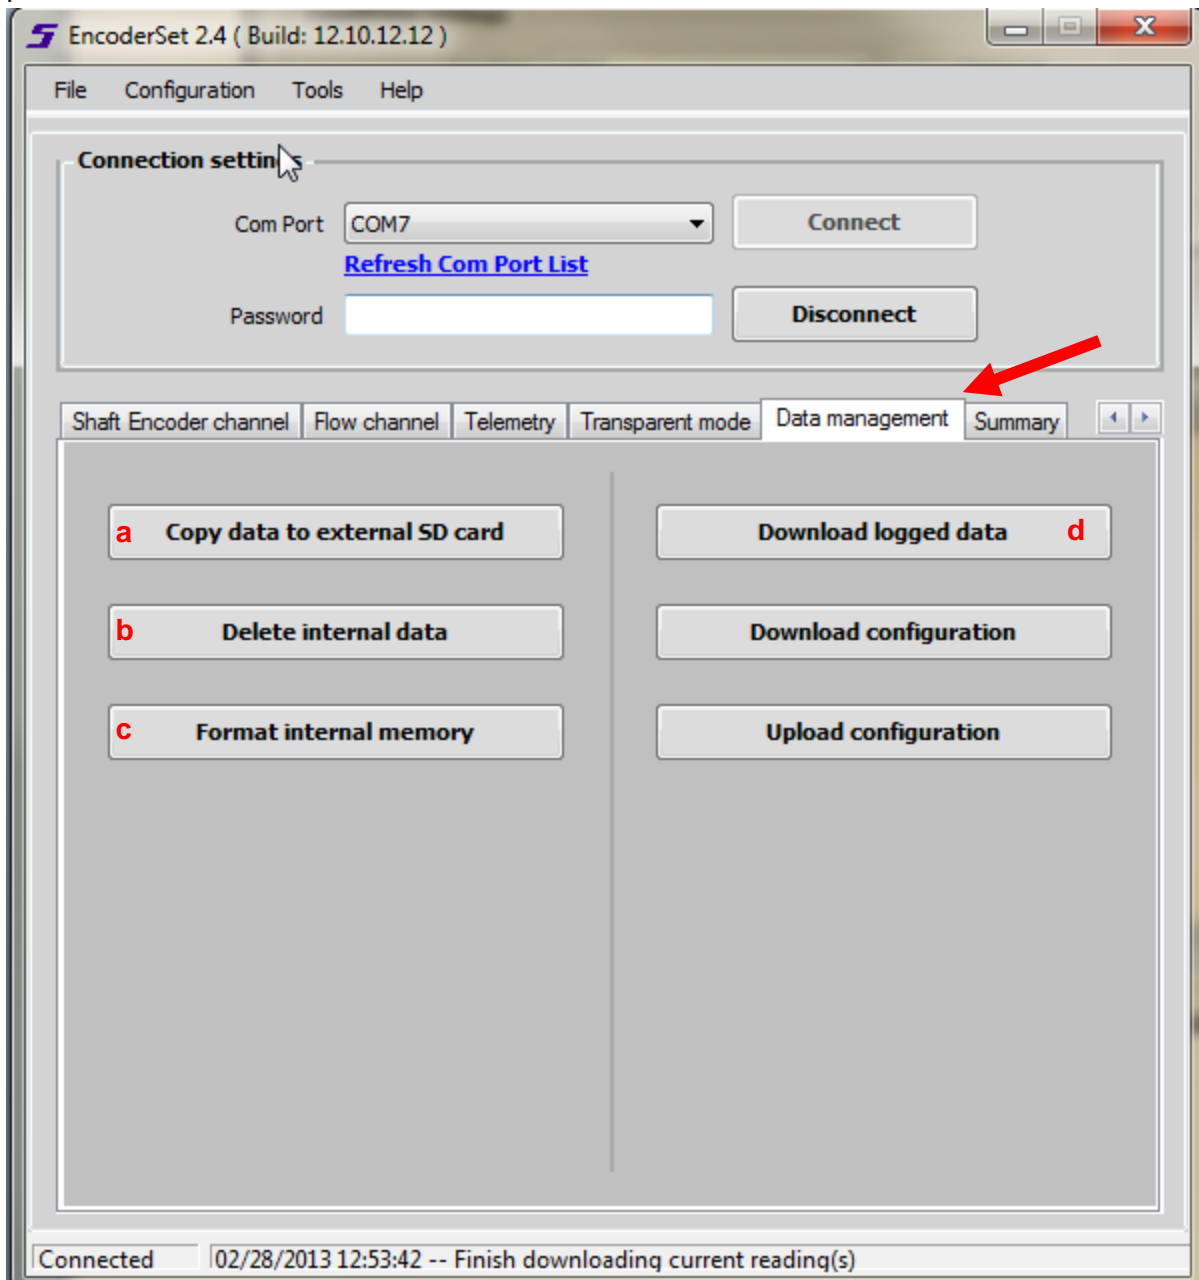 EncoderSet 2.4 ( Build: 12.10.12.12 )
File Configuration Tools Help
Connection settings
Com Port COM7 Connect
Refresh Com Port List
Password Disconnect
Shaft Encoder channel Flow channel Telemetry Transparent mode Data management Summary
a Copy data to external SD card Download logged data d
b Delete internal data Download configuration
c Format internal memory Upload configuration
Connected 02/28/2013 12:53:42 -- Finish downloading current reading(s)